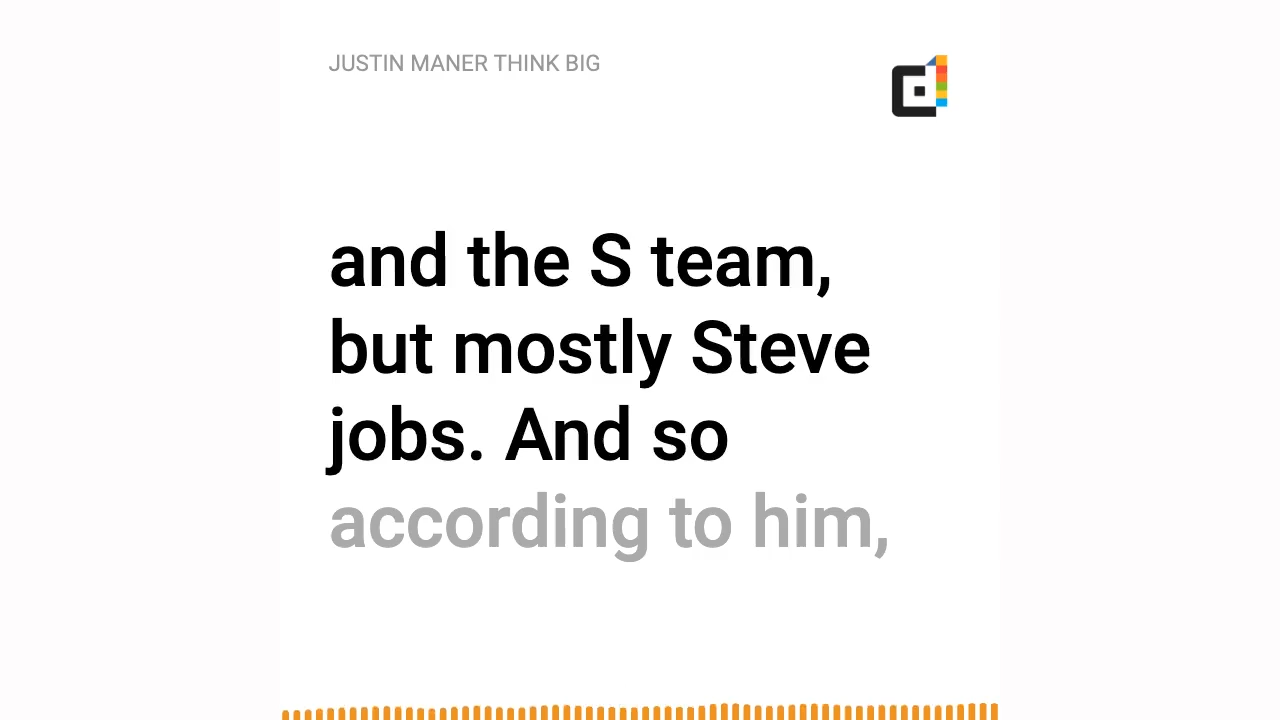 JUSTIN MANER THINK BIG
and the S team,
but mostly Steve
jobs. And so
according to him,